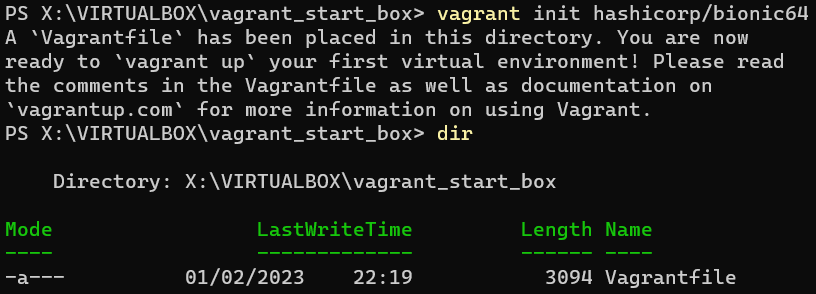 PS X:\VIRTUALBOX\vagrant_start_box> vagrant init hashicorp/bionic64
A `Vagrantfile` has been placed in this directory. You are now
ready to `vagrant up` your first virtual environment! Please read
the comments in the Vagrantfile as well as documentation on
`vagrantup.com` for more information on using Vagrant.
PS X:\VIRTUALBOX\vagrant_start_box> dir
    Directory: X:\VIRTUALBOX\vagrant_start_box
Mode                 LastWriteTime         Length Name
----                 -------------         ------ ----
-a---          01/02/2023    22:19           3094 Vagrantfile